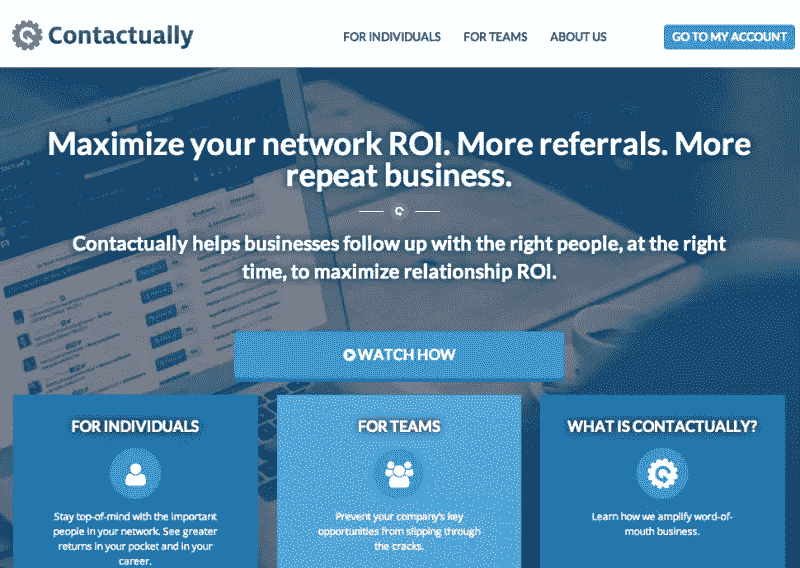 Contactually
FOR INDIVIDUALS FOR TEAMS ABOUT US GO TO MY ACCOUNT
Maximize your network ROI. More referrals. More
repeat business.
Contactually helps businesses follow up with the right people, at the right
time, to maximize relationship ROI.
WATCH HOW
FOR INDIVIDUALS
Stay top-of-mind with the important
people in your network. See greater
returns in your pocket and in your
career.
FOR TEAMS
Prevent your company's key
opportunities from slipping through
the cracks.
WHAT IS CONTACTUALLY?
Learn how we amplify word-of-
mouth business.